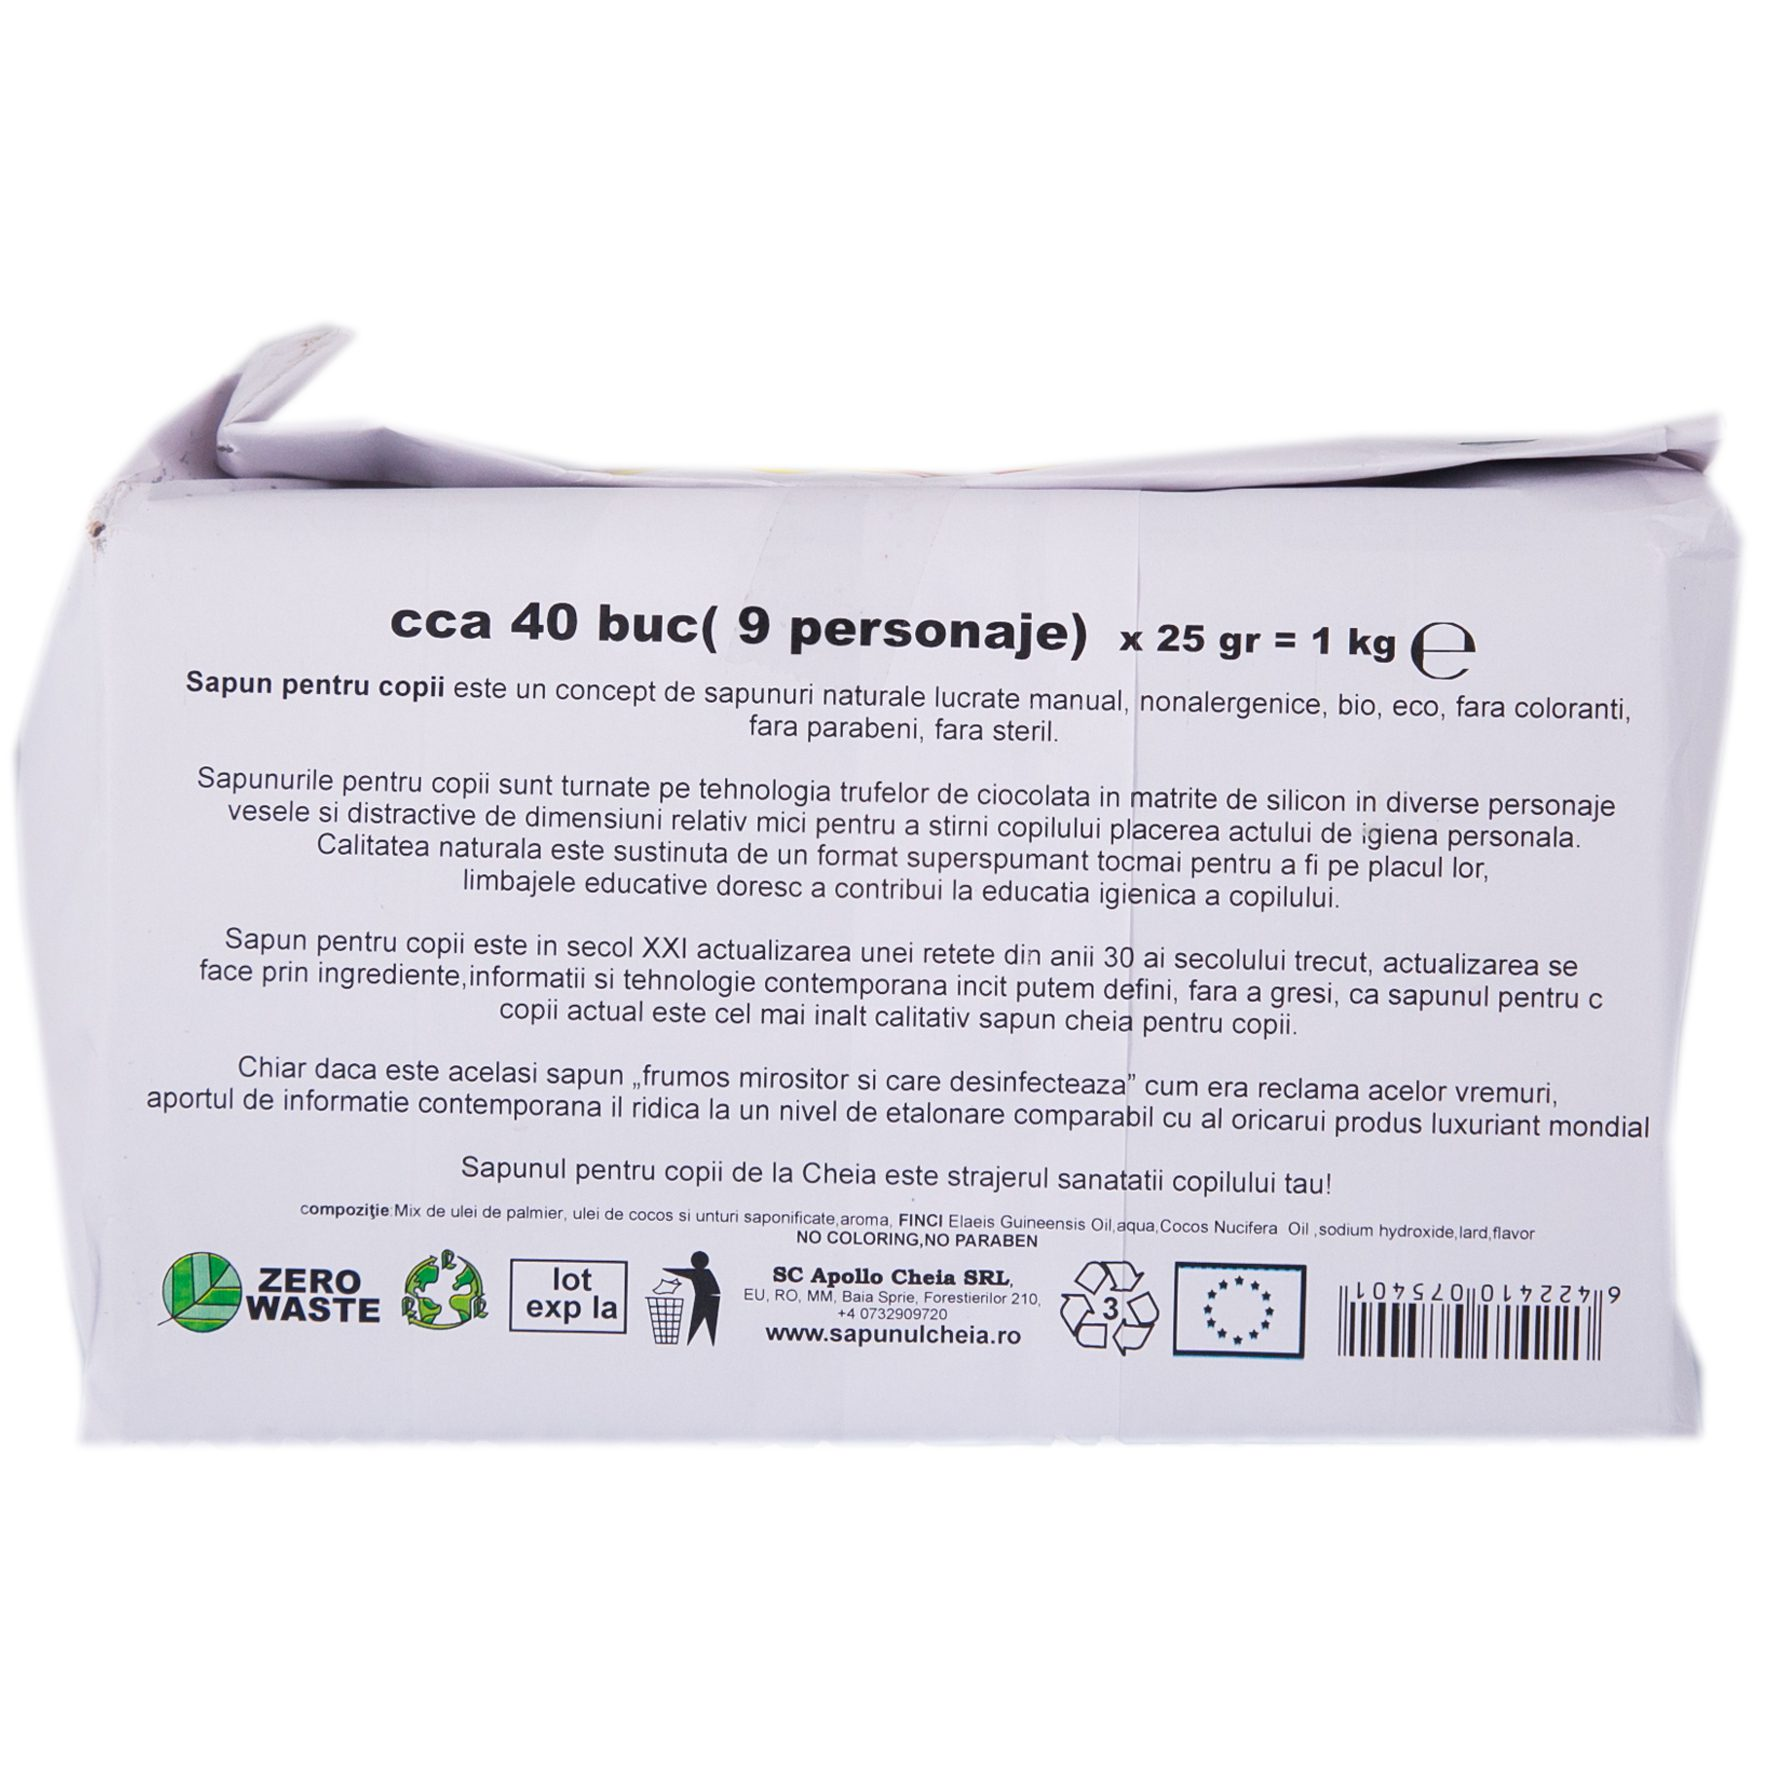 cca 40 buc( 9 personaje) x 25 gr = 1 kg ℮
Sapun pentru copii este un concept de sapunuri naturale lucrate manual, nonalergenice, bio, eco, fara coloranti,
fara parabeni, fara steril.
Sapunurile pentru copii sunt turnate pe tehnologia trufelor de ciocolata in matrite de silicon in diverse personaje
vesele si distractive de dimensiuni relativ mici pentru a stirni copilului placerea actului de igiena personala.
Calitatea naturala este sustinuta de un format superspumant tocmai pentru a fi pe placul lor,
limbajele educative doresc a contribui la educatia igienica a copilului.
Sapun pentru copii este in secol XXI actualizarea unei retete din anii 30 ai secolului trecut, actualizarea se
face prin ingrediente,informatii si tehnologie contemporana incit putem defini, fara a gresi, ca sapunul pentru c
copii actual este cel mai inalt calitativ sapun cheia pentru copii.
Chiar daca este acelasi sapun „frumos mirositor si care desinfecteaza” cum era reclama acelor vremuri,
aportul de informatie contemporana il ridica la un nivel de etalonare comparabil cu al oricarui produs luxuriant mondial
Sapunul pentru copii de la Cheia este strajerul sanatatii copilului tau!
compoziţie:Mix de ulei de palmier, ulei de cocos si unturi saponificate,aroma, FINCI Elaeis Guineensis Oil,aqua,Cocos Nucifera Oil ,sodium hydroxide,lard,flavor
NO COLORING,NO PARABEN
ZERO
WASTE
lot
exp la
SC Apollo Cheia SRL,
EU, RO, MM, Baia Sprie, Forestierilor 210,
+4 0732909720
www.sapunulcheia.ro
3
6422410075401